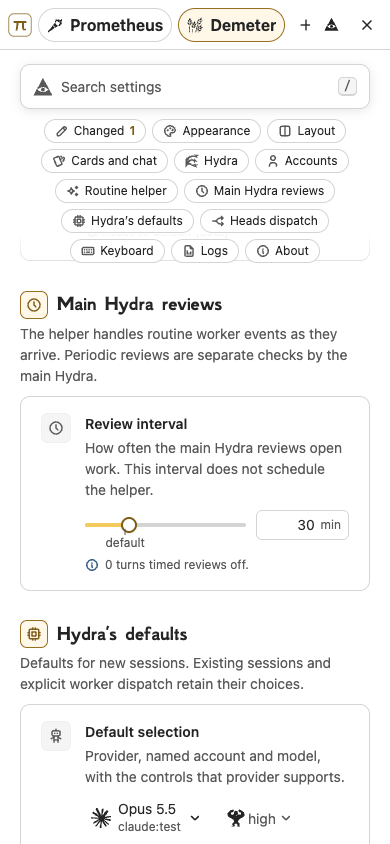 π Prometheus Demeter
Search settings /
Changed 1 Appearance Layout
Cards and chat Hydra Accounts
Routine helper Main Hydra reviews
Hydra's defaults Heads dispatch
Keyboard Logs About
Main Hydra reviews
The helper handles routine worker events as they
arrive. Periodic reviews are separate checks by the
main Hydra.
Review interval
How often the main Hydra reviews open
work. This interval does not schedule
the helper.
30 min
default
0 turns timed reviews off.
Hydra's defaults
Defaults for new sessions. Existing sessions and
explicit worker dispatch retain their choices.
Default selection
Provider, named account and model,
with the controls that provider supports.
Opus 5.5
claude:test
high